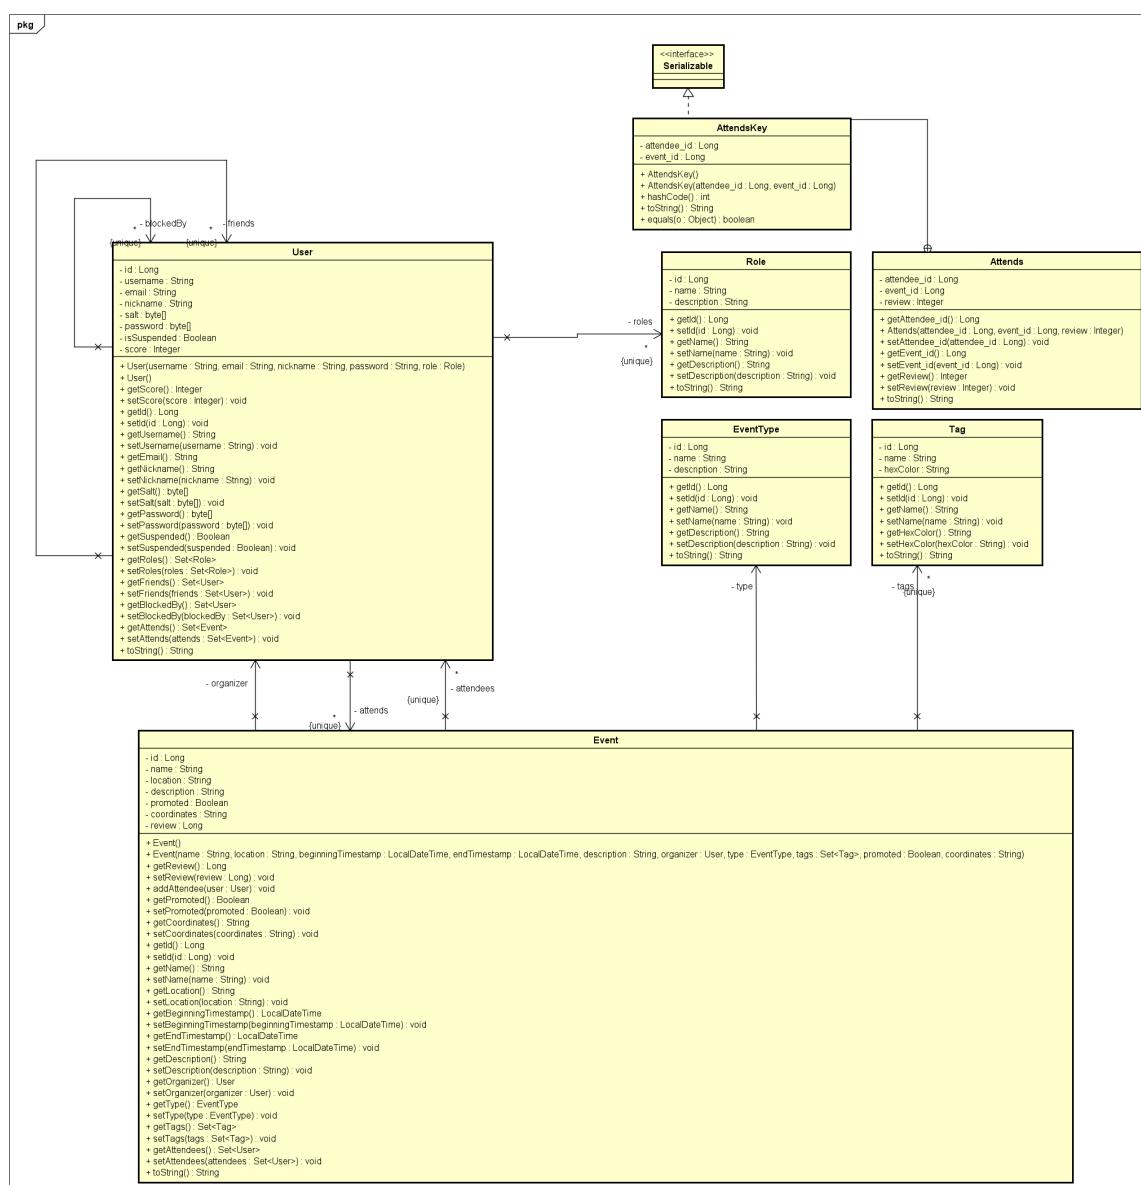 pkg
<<interface>>
Serializable
AttendsKey
- attendee_id : Long
- event_id : Long
+ AttendsKey()
+ AttendsKey(attendee_id : Long, event_id : Long)
+ hashCode() : int
+ toString() : String
+ equals(o : Object) : boolean
- blockedBy
*
{unique}
- friends
*
{unique}
User
- id : Long
- username : String
- email : String
- nickname : String
- salt : byte[]
- password : byte[]
- isSuspended : Boolean
- score : Integer
+ User(username : String, email : String, nickname : String, password : String, role : Role)
+ User()
+ getScore() : Integer
+ setScore(score : Integer) : void
+ getId() : Long
+ setId(id : Long) : void
+ getUsername() : String
+ setUsername(username : String) : void
+ getEmail() : String
+ getNickname() : String
+ setNickname(nickname : String) : void
+ getSalt() : byte[]
+ setSalt(salt : byte[]) : void
+ getPassword() : byte[]
+ setPassword(password : byte[]) : void
+ getSuspended() : Boolean
+ setSuspended(suspended : Boolean) : void
+ getRoles() : Set<Role>
+ setRoles(roles : Set<Role>) : void
+ getFriends() : Set<User>
+ setFriends(friends : Set<User>) : void
+ getBlockedBy() : Set<User>
+ setBlockedBy(blockedBy : Set<User>) : void
+ getAttends() : Set<Event>
+ setAttends(attends : Set<Event>) : void
+ toString() : String
- roles
*
{unique}
Role
- id : Long
- name : String
- description : String
+ getId() : Long
+ setId(id : Long) : void
+ getName() : String
+ setName(name : String) : void
+ getDescription() : String
+ setDescription(description : String) : void
+ toString() : String
Attends
- attendee_id : Long
- event_id : Long
- review : Integer
+ getAttendee_id() : Long
+ Attends(attendee_id : Long, event_id : Long, review : Integer)
+ setAttendee_id(attendee_id : Long) : void
+ getEvent_id() : Long
+ setEvent_id(event_id : Long) : void
+ getReview() : Integer
+ setReview(review : Integer) : void
+ toString() : String
EventType
- id : Long
- name : String
- description : String
+ getId() : Long
+ setId(id : Long) : void
+ getName() : String
+ setName(name : String) : void
+ getDescription() : String
+ setDescription(description : String) : void
+ toString() : String
Tag
- id : Long
- name : String
- hexColor : String
+ getId() : Long
+ setId(id : Long) : void
+ getName() : String
+ setName(name : String) : void
+ getHexColor() : String
+ setHexColor(hexColor : String) : void
+ toString() : String
- type
- tags
*
{unique}
- organizer
*
{unique}
- attends
*
- attendees
{unique}
Event
- id : Long
- name : String
- location : String
- description : String
- promoted : Boolean
- coordinates : String
- review : Long
+ Event()
+ Event(name : String, location : String, beginningTimestamp : LocalDateTime, endTimestamp : LocalDateTime, description : String, organizer : User, type : EventType, tags : Set<Tag>, promoted : Boolean, coordinates : String)
+ getReview() : Long
+ setReview(review : Long) : void
+ addAttendee(user : User) : void
+ getPromoted() : Boolean
+ setPromoted(promoted : Boolean) : void
+ getCoordinates() : String
+ setCoordinates(coordinates : String) : void
+ getId() : Long
+ setId(id : Long) : void
+ getName() : String
+ setName(name : String) : void
+ getLocation() : String
+ setLocation(location : String) : void
+ getBeginningTimestamp() : LocalDateTime
+ setBeginningTimestamp(beginningTimestamp : LocalDateTime) : void
+ getEndTimestamp() : LocalDateTime
+ setEndTimestamp(endTimestamp : LocalDateTime) : void
+ getDescription() : String
+ setDescription(description : String) : void
+ getOrganizer() : User
+ setOrganizer(organizer : User) : void
+ getType() : EventType
+ setType(type : EventType) : void
+ getTags() : Set<Tag>
+ setTags(tags : Set<Tag>) : void
+ getAttendees() : Set<User>
+ setAttendees(attendees : Set<User>) : void
+ toString() : String